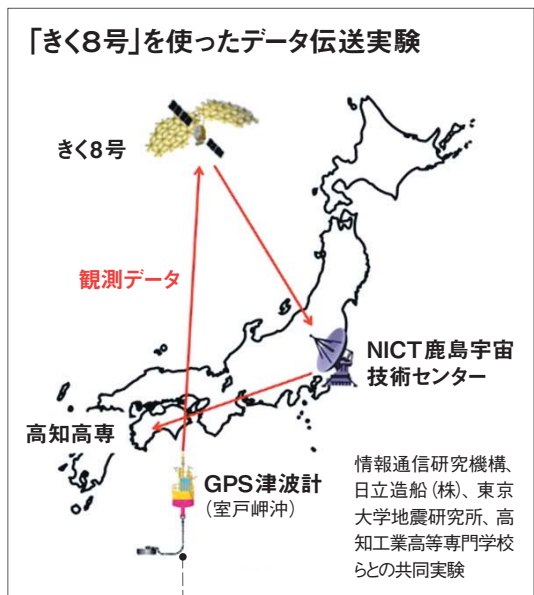 「きく8号」を使ったデータ伝送実験
きく8号
観測データ
NICT鹿島宇宙
技術センター
高知高専
GPS津波計
(室戸岬沖)
情報通信研究機構、
日立造船(株)、東京
大学地震研究所、高
知工業高等専門学校
らとの共同実験